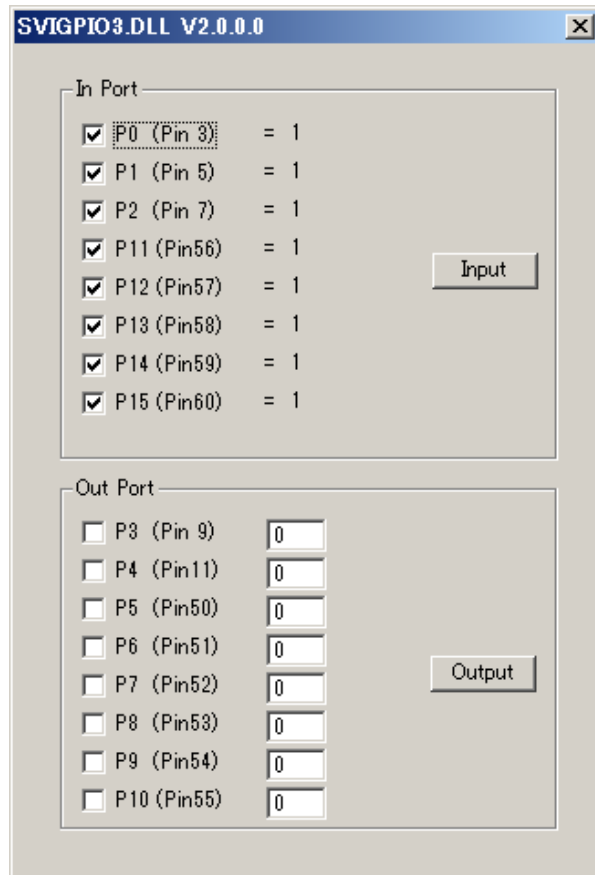 SVIGPIO3.DLL V2.0.0.0
In Port
P0 (Pin 3) = 1
P1 (Pin 5) = 1
P2 (Pin 7) = 1
P11 (Pin56) = 1
P12 (Pin57) = 1
P13 (Pin58) = 1
P14 (Pin59) = 1
P15 (Pin60) = 1
Input
Out Port
P3 (Pin 9) 0
P4 (Pin11) 0
P5 (Pin50) 0
P6 (Pin51) 0
P7 (Pin52) 0
P8 (Pin53) 0
P9 (Pin54) 0
P10 (Pin55) 0
Output